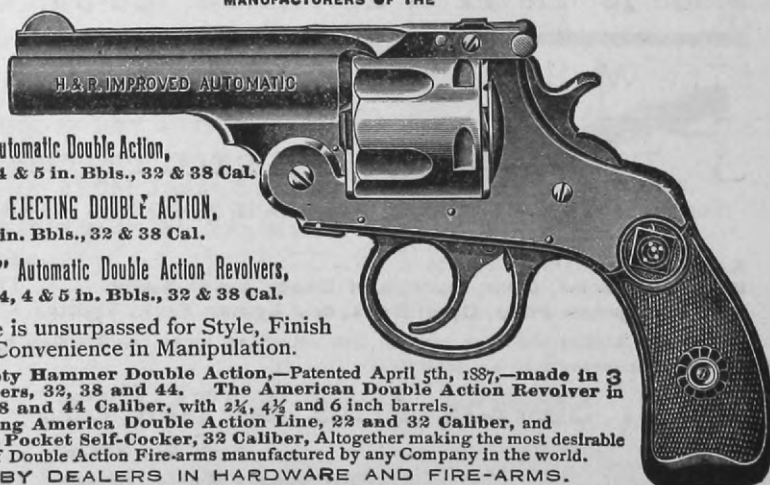 MANUFACTURERS OF THE
H. & R. IMPROVED AUTOMATIC
Automatic Double Action,
4 & 5 in. Bbls., 32 & 38 Cal.
EJECTING DOUBLE ACTION,
in. Bbls., 32 & 38 Cal.
" Automatic Double Action Revolvers,
4, 4 & 5 in. Bbls., 32 & 38 Cal.
e is unsurpassed for Style, Finish
Convenience in Manipulation.
ety Hammer Double Action,—Patented April 5th, 1887,—made in 3
ers, 32, 38 and 44. The American Double Action Revolver in
8 and 44 Caliber, with 2½, 4½ and 6 inch barrels.
ng America Double Action Line, 22 and 32 Caliber, and
Pocket Self-Cocker, 32 Caliber, Altogether making the most desirable
f Double Action Fire-arms manufactured by any Company in the world.
BY DEALERS IN HARDWARE AND FIRE-ARMS.